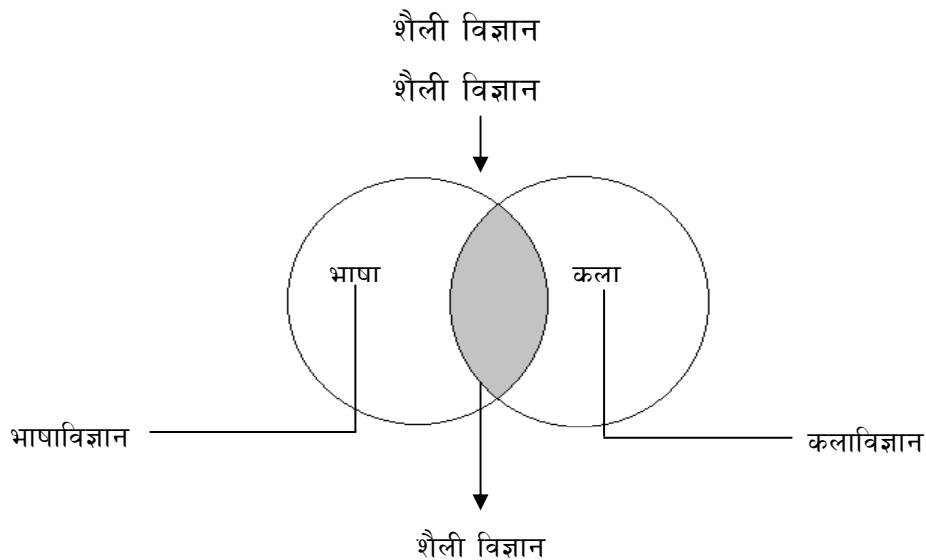 शैली विज्ञान
शैली विज्ञान
भाषा
कला
भाषाविज्ञान
कलाविज्ञान
शैली विज्ञान